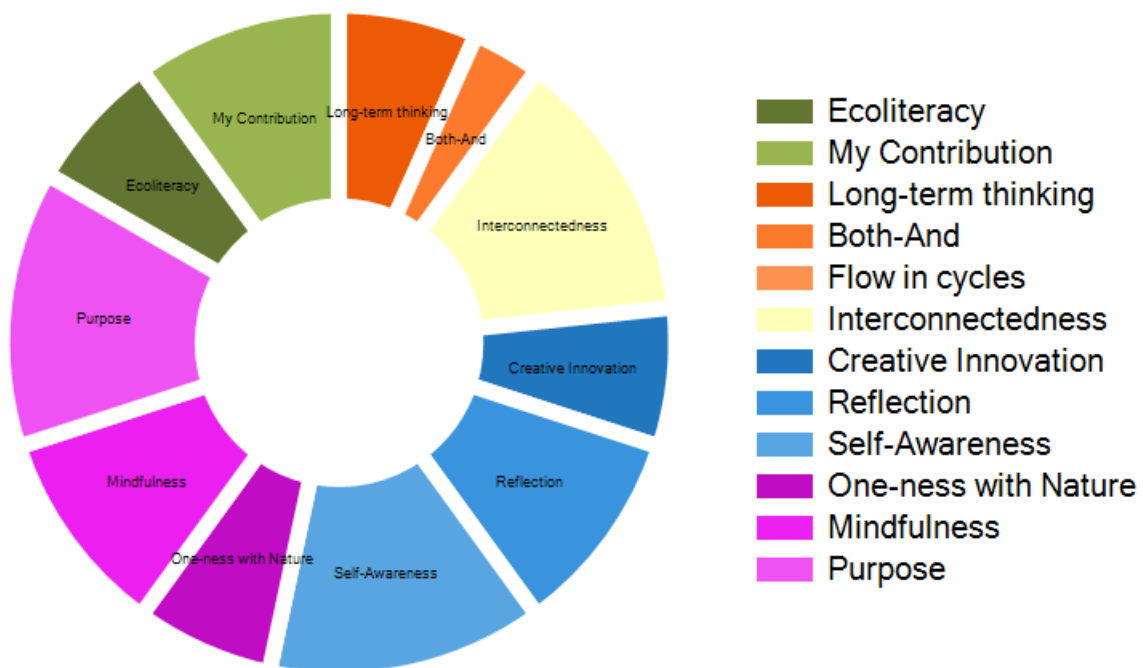 My Contribution
Long-term thinking
Both-And
Ecoliteracy
Interconnectedness
Purpose
Creative Innovation
Mindfulness
Reflection
One-ness with Nature
Self-Awareness
Ecoliteracy
My Contribution
Long-term thinking
Both-And
Flow in cycles
Interconnectedness
Creative Innovation
Reflection
Self-Awareness
One-ness with Nature
Mindfulness
Purpose